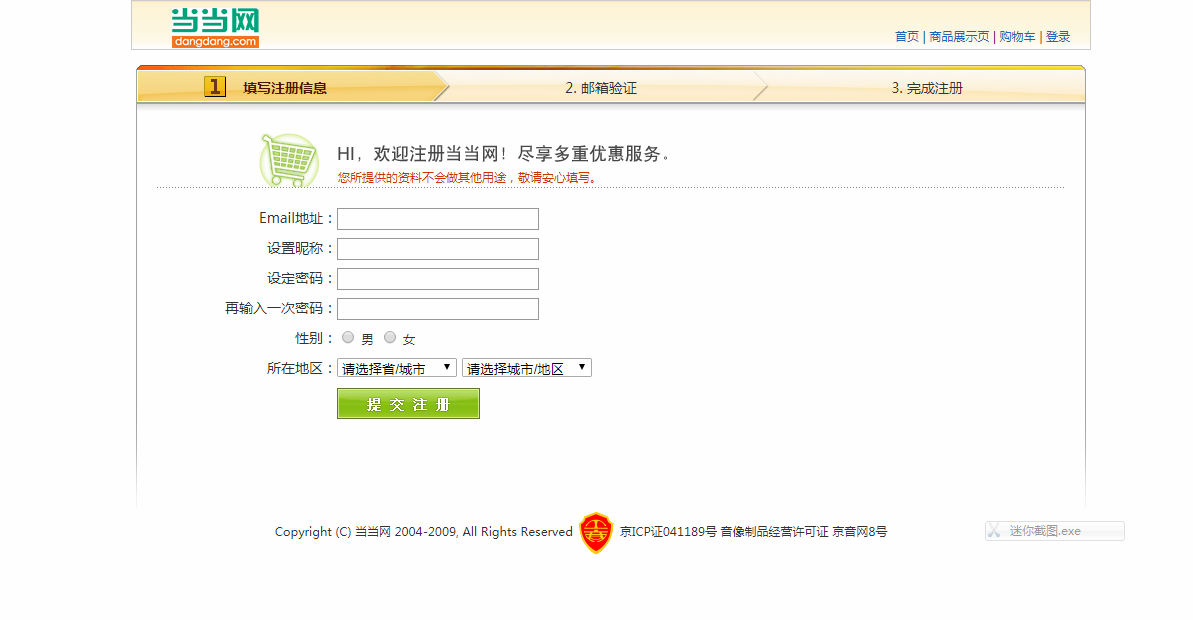 当当网
dangdang.com
首页 | 商品展示页 | 购物车 | 登录
1 填写注册信息 2. 邮箱验证 3. 完成注册
HI，欢迎注册当当网！尽享多重优惠服务。
您所提供的资料不会做其他用途，敬请安心填写。
Email地址：
设置昵称：
设定密码：
再输入一次密码：
性别： 男 女
所在地区： 请选择省/城市 请选择城市/地区
提交注册
Copyright (C) 当当网 2004-2009, All Rights Reserved 京ICP证041189号 音像制品经营许可证 京音网8号
迷你截图.exe